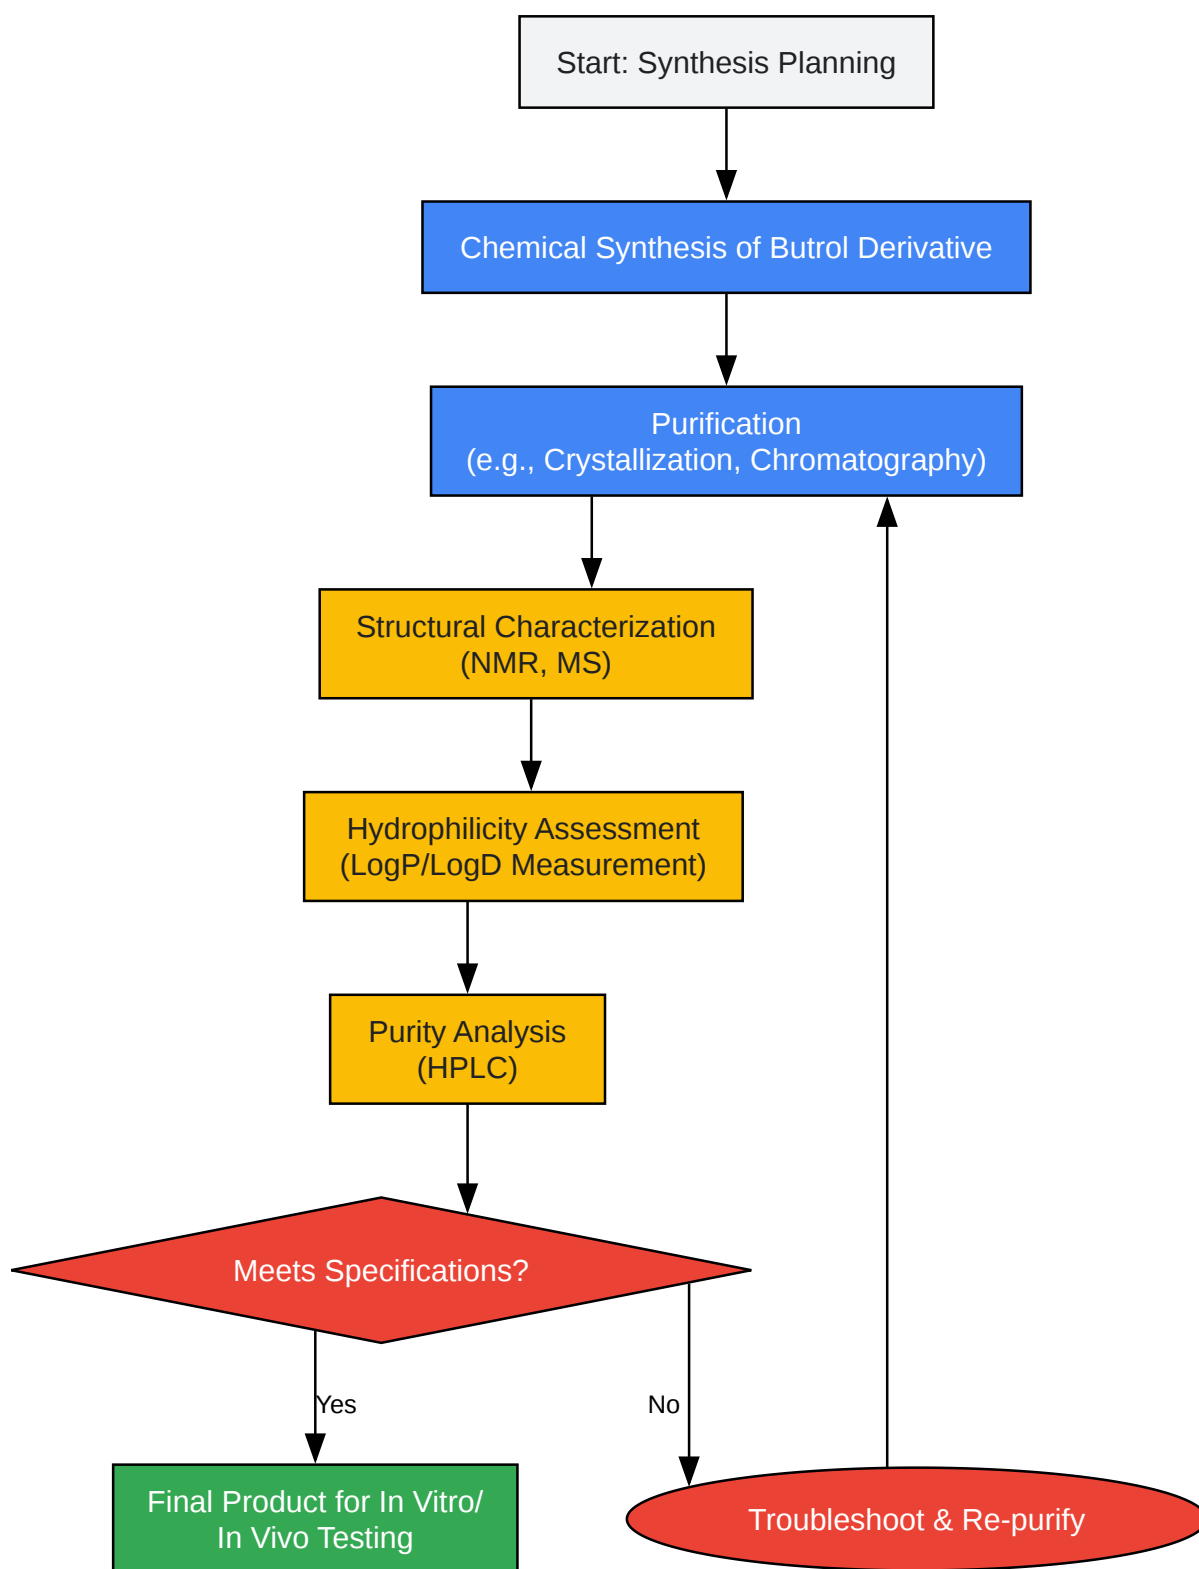 Start: Synthesis Planning
Chemical Synthesis of Butrol Derivative
Purification
(e.g., Crystallization, Chromatography)
Structural Characterization
(NMR, MS)
Hydrophilicity Assessment
(LogP/LogD Measurement)
Purity Analysis
(HPLC)
Meets Specifications?
Yes
No
Final Product for In Vitro/
In Vivo Testing
Troubleshoot & Re-purify